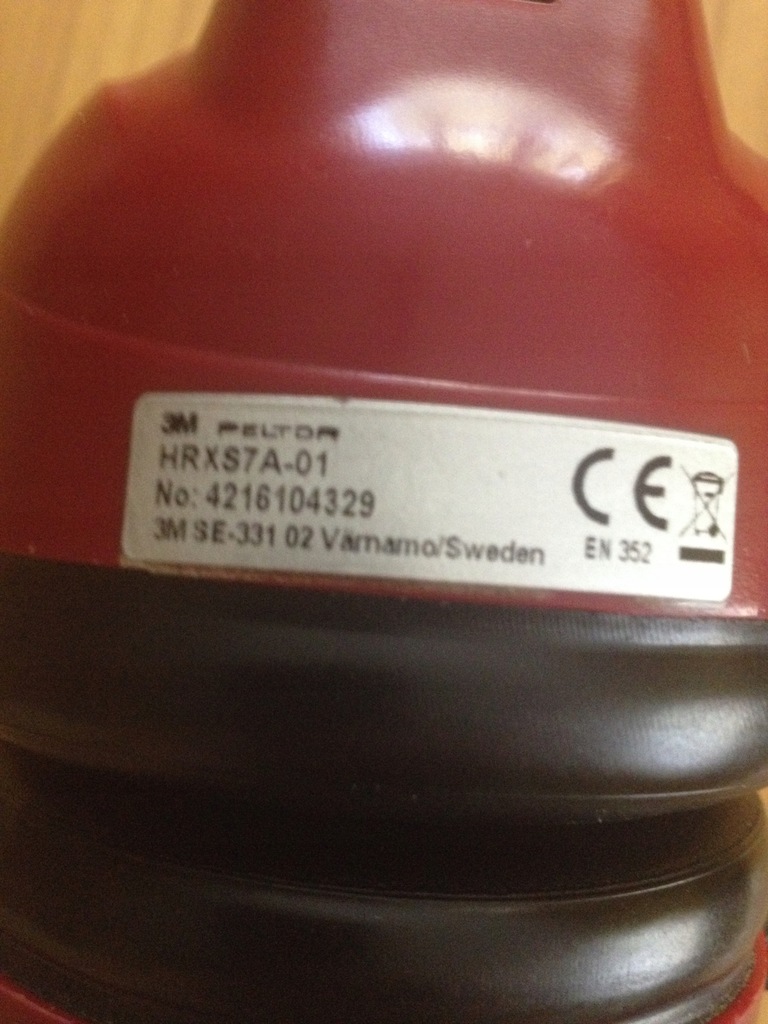 3M PELTOR
HRXS7A-01
No: 4216104329
3M SE-331 02 Värnamo/Sweden
CE
EN 352